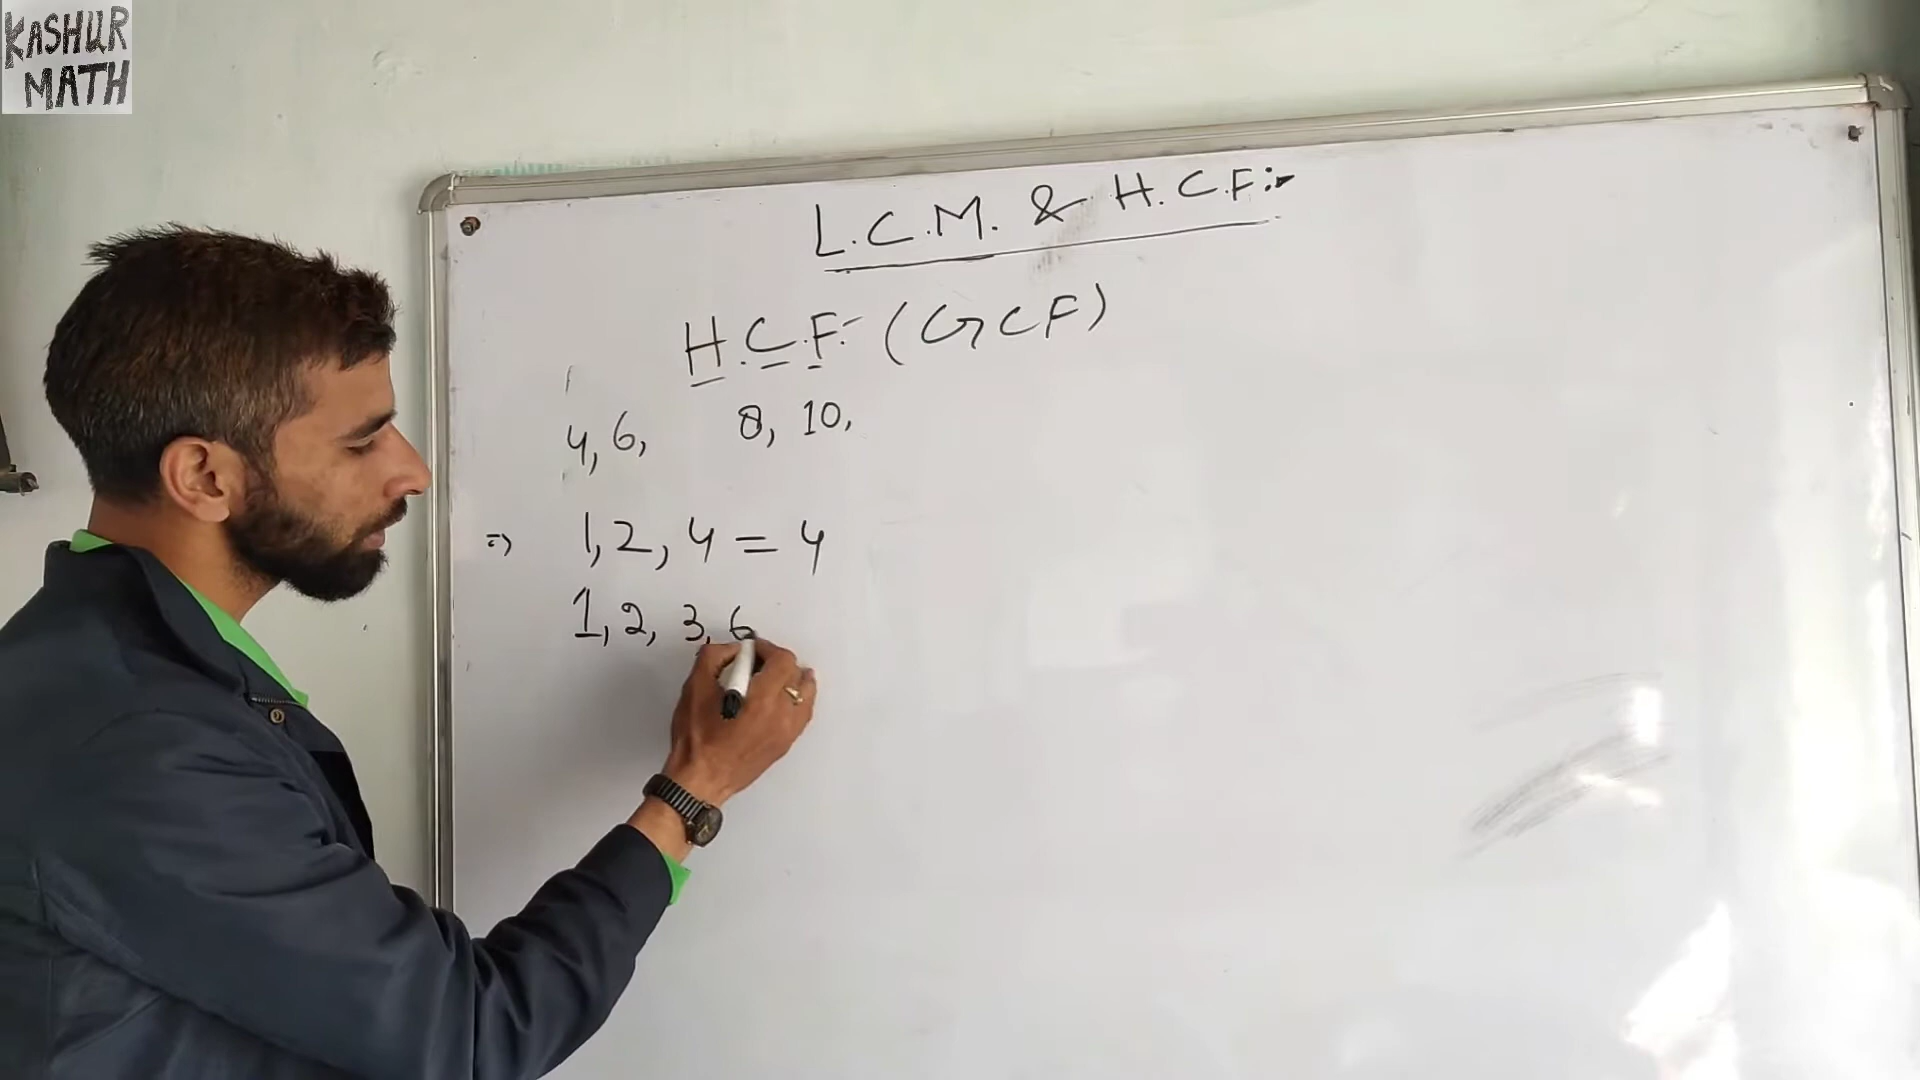 KASHUR
MATH
L.C.M. & H.C.F:-
H.C.F:- (GCF)
4, 6, 8, 10,
=> 1, 2, 4 = 4
1, 2, 3, 6